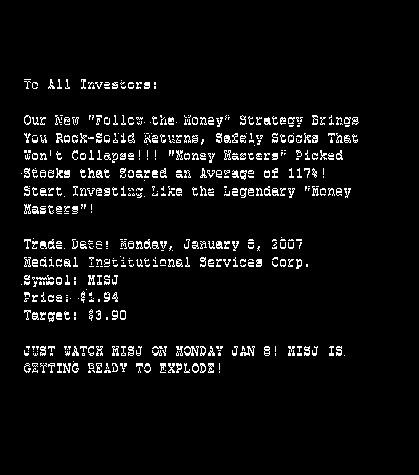 To All Investors:
Our New "Follow the Money" Strategy Brings
You Rock-Solid Returns, Safely Stocks That
Won't Collapse!!! "Money Masters" Picked
Stocks that Soared an Average of 117%!
Start Investing Like the Legendary "Money
Masters"!
Trade Date: Monday, January 8, 2007
Medical Institutional Services Corp.
Symbol: MISJ
Price: $1.94
Target: $3.90
JUST WATCH MISJ ON MONDAY JAN 8! MISJ IS
GETTING READY TO EXPLODE!